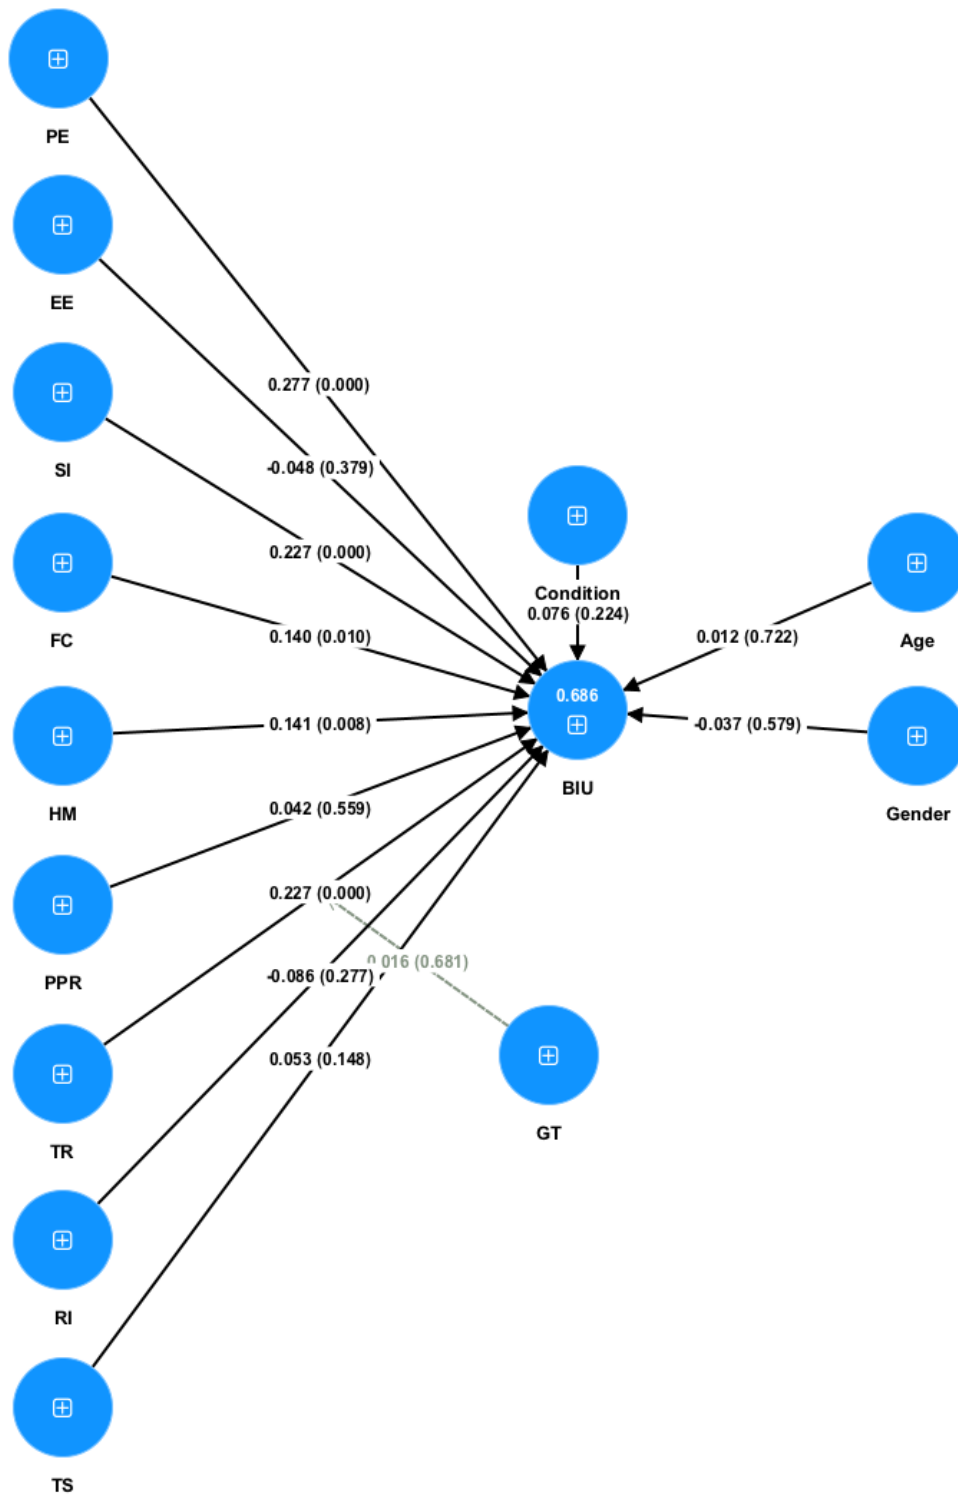 PE
EE
SI
0.277 (0.000)
-0.048 (0.379)
0.227 (0.000)
Condition
0.076 (0.224)
FC
0.140 (0.010)
0.012 (0.722)
Age
0.686
HM
0.141 (0.008)
-0.037 (0.579)
BIU
Gender
0.042 (0.559)
PPR
0.227 (0.000)
0.016 (0.681)
-0.086 (0.277)
0.053 (0.148)
GT
TR
RI
TS